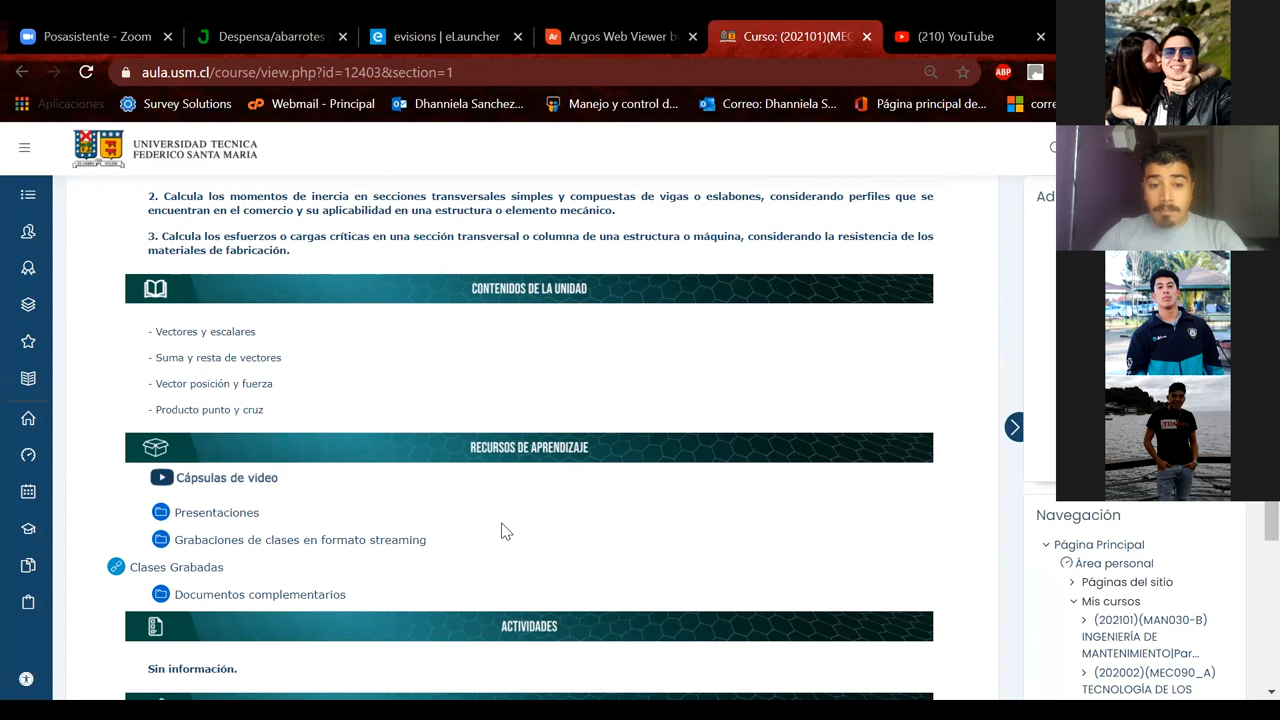 Posasistente - Zoom
Despensa/abarrotes
evisions | eLauncher
Argos Web Viewer by
Curso: (202101)(MEC
(210) YouTube
aula.usm.cl/course/view.php?id=12403&section=1
ABP
Aplicaciones
Survey Solutions
Webmail - Principal
Dhanniela Sanchez...
Manejo y control d...
Correo: Dhanniela S...
Página principal de...
corre
UNIVERSIDAD TECNICA
FEDERICO SANTA MARIA
Ad
2. Calcula los momentos de inercia en secciones transversales simples y compuestas de vigas o eslabones, considerando perfiles que se
encuentran en el comercio y su aplicabilidad en una estructura o elemento mecánico.
3. Calcula los esfuerzos o cargas críticas en una sección transversal o columna de una estructura o máquina, considerando la resistencia de los
materiales de fabricación.
CONTENIDOS DE LA UNIDAD
- Vectores y escalares
- Suma y resta de vectores
- Vector posición y fuerza
- Producto punto y cruz
RECURSOS DE APRENDIZAJE
Cápsulas de video
Presentaciones
Grabaciones de clases en formato streaming
Clases Grabadas
Documentos complementarios
ACTIVIDADES
Sin información.
Navegación
Página Principal
Área personal
Páginas del sitio
Mis cursos
(202101)(MAN030-B)
INGENIERÍA DE
MANTENIMIENTO|Par...
(202002)(MEC090_A)
TECNOLOGÍA DE LOS